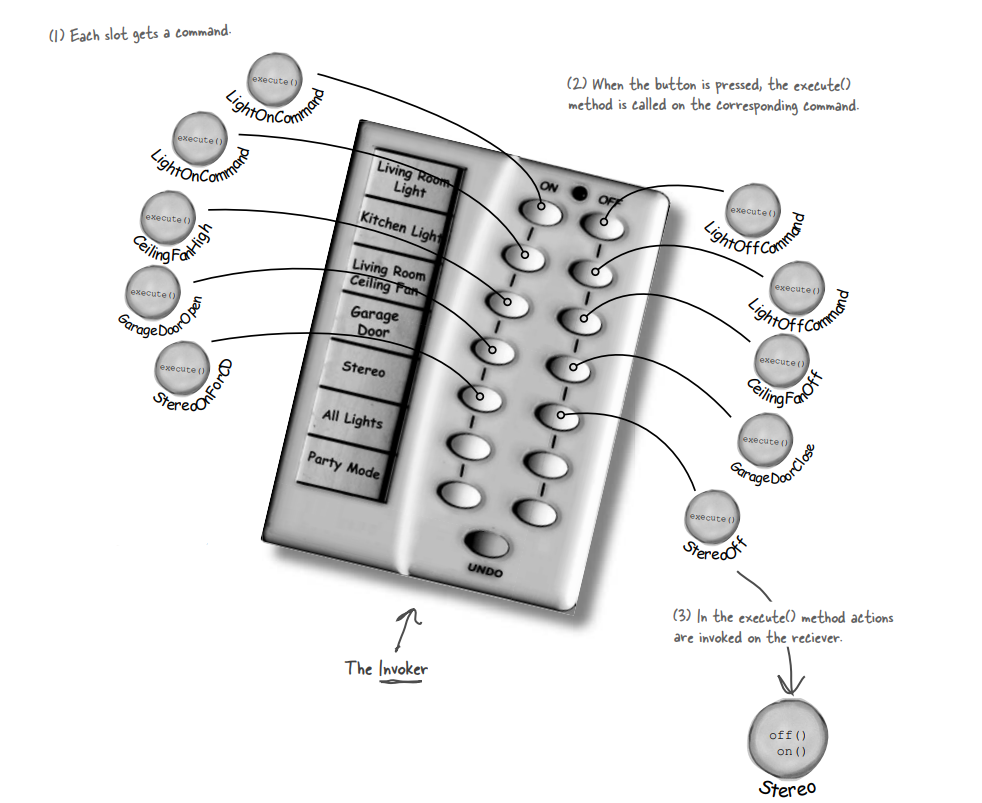 (1) Each slot gets a command.
(2) When the button is pressed, the execute()
method is called on the corresponding command.
execute()
LightOnCommand
execute()
LightOnCommand
execute()
CeilingFanHigh
execute()
GarageDoorOpen
execute()
StereoOnForCD
Living Room
Light
Kitchen Light
Living Room
Ceiling Fan
Garage
Door
Stereo
All Lights
Party Mode
ON
OFF
UNDO
execute()
LightOffCommand
execute()
LightOffCommand
execute()
CeilingFanOff
execute()
GarageDoorClose
execute()
StereoOff
(3) In the execute() method actions
are invoked on the reciever.
The Invoker
off()
on()
Stereo